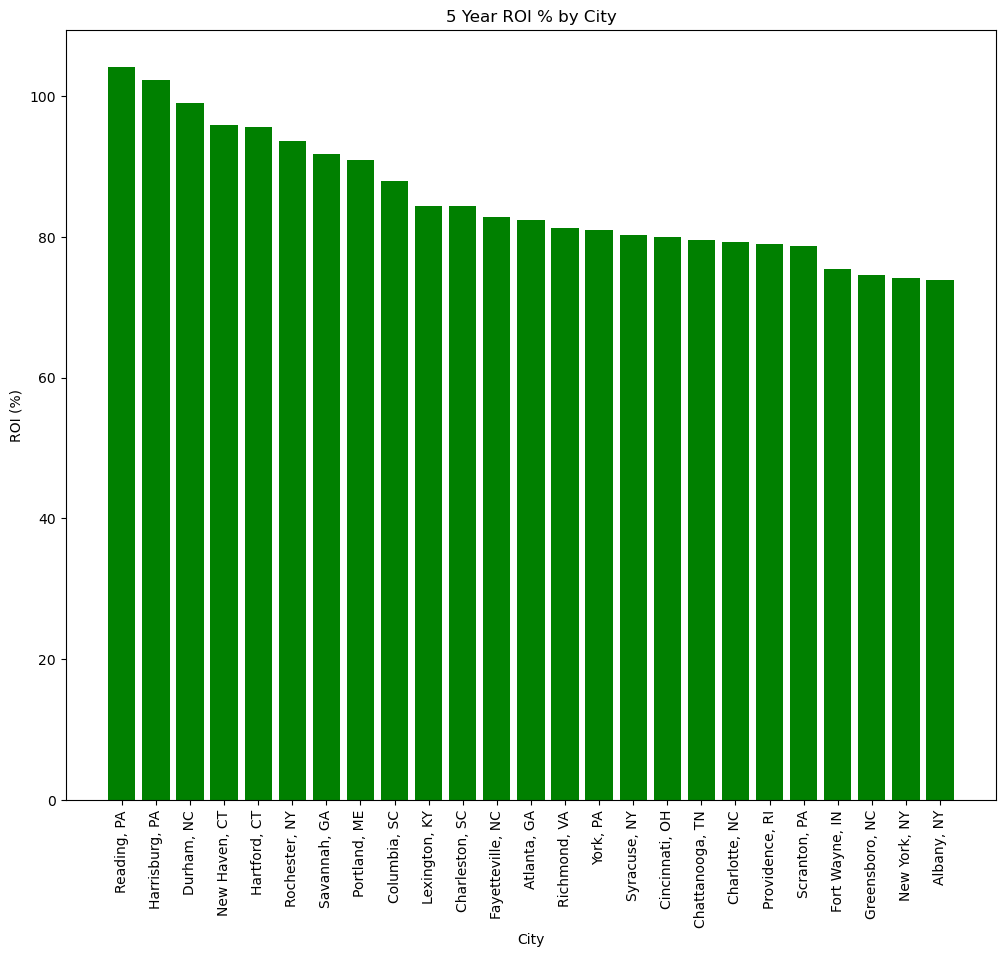 5 Year ROI % by City
ROI (%)
100
80
60
40
20
0
Reading, PA
Harrisburg, PA
Durham, NC
New Haven, CT
Hartford, CT
Rochester, NY
Savannah, GA
Portland, ME
Columbia, SC
Lexington, KY
Charleston, SC
Fayetteville, NC
Atlanta, GA
Richmond, VA
York, PA
Syracuse, NY
Cincinnati, OH
Chattanooga, TN
Charlotte, NC
Providence, RI
Scranton, PA
Fort Wayne, IN
Greensboro, NC
New York, NY
Albany, NY
City